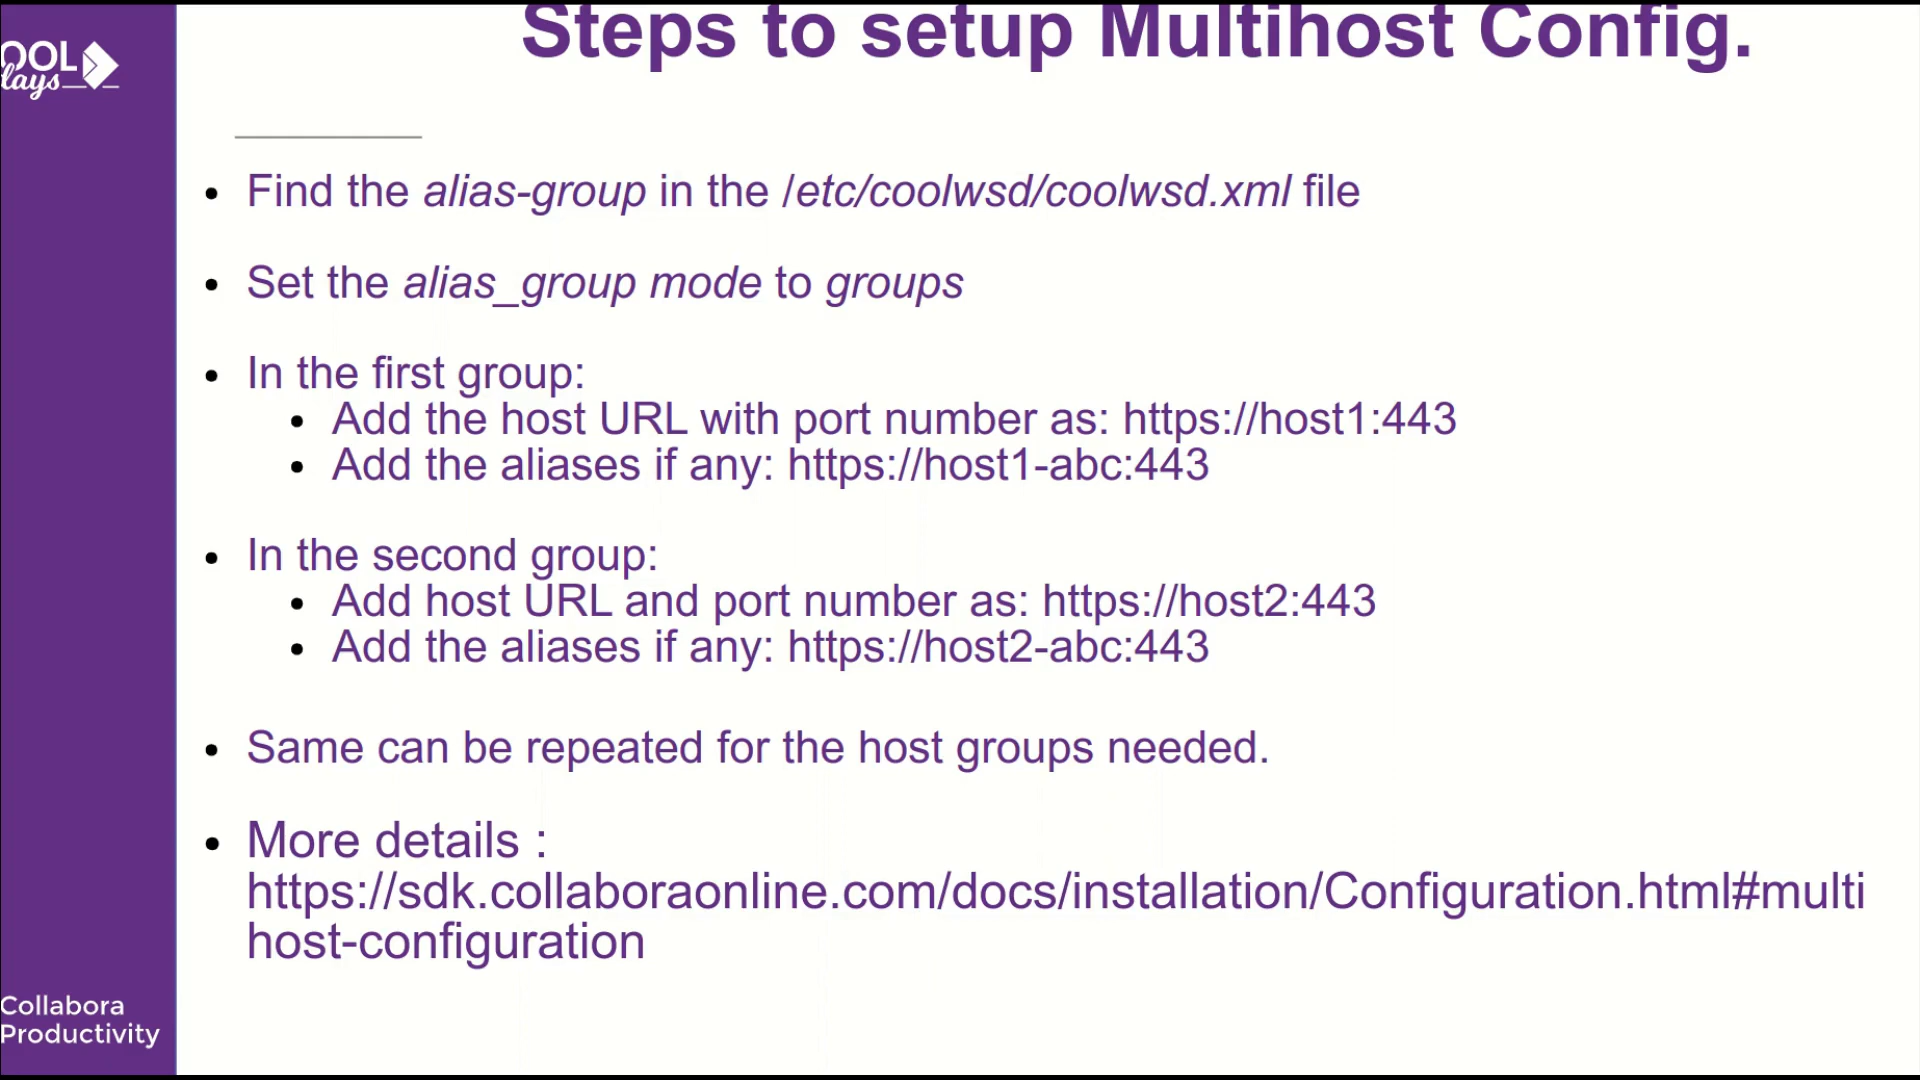 Steps to setup Multihost Config.
OOL
days
Find the alias-group in the /etc/coolwsd/coolwsd.xml file
Set the alias_group mode to groups
In the first group:
Add the host URL with port number as: https://host1:443
Add the aliases if any: https://host1-abc:443
In the second group:
Add host URL and port number as: https://host2:443
Add the aliases if any: https://host2-abc:443
Same can be repeated for the host groups needed.
More details :
https://sdk.collaboraonline.com/docs/installation/Configuration.html#multi
host-configuration
Collabora
Productivity